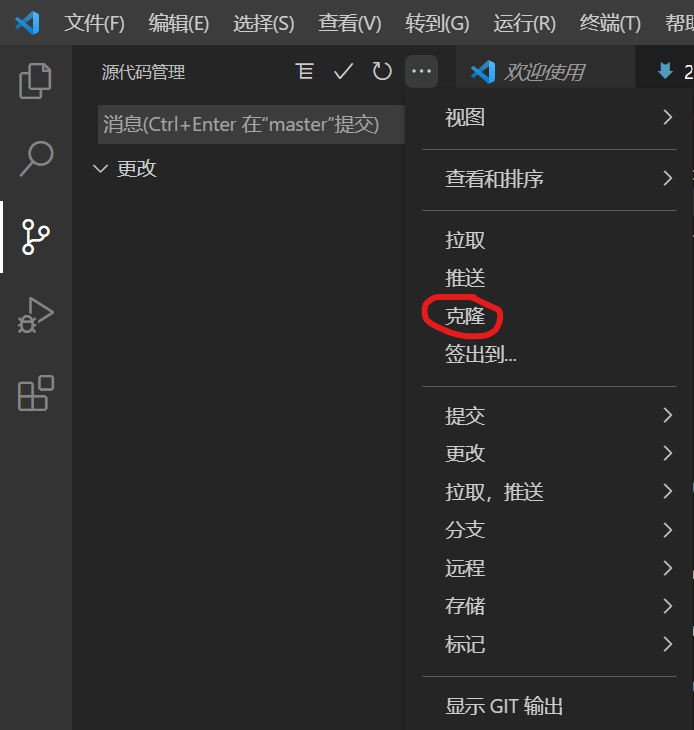 文件(F) 编辑(E) 选择(S) 查看(V) 转到(G) 运行(R) 终端(T) 帮助
源代码管理
欢迎使用
2
消息(Ctrl+Enter 在“master”提交)
更改
视图
查看和排序
拉取
推送
克隆
签出到...
提交
更改
拉取，推送
分支
远程
存储
标记
显示 GIT 输出